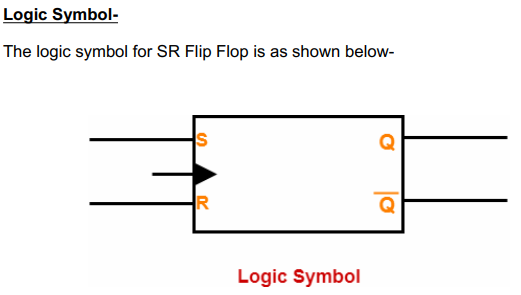 Logic Symbol-
The logic symbol for SR Flip Flop is as shown below-
S Q
R Q̅
Logic Symbol